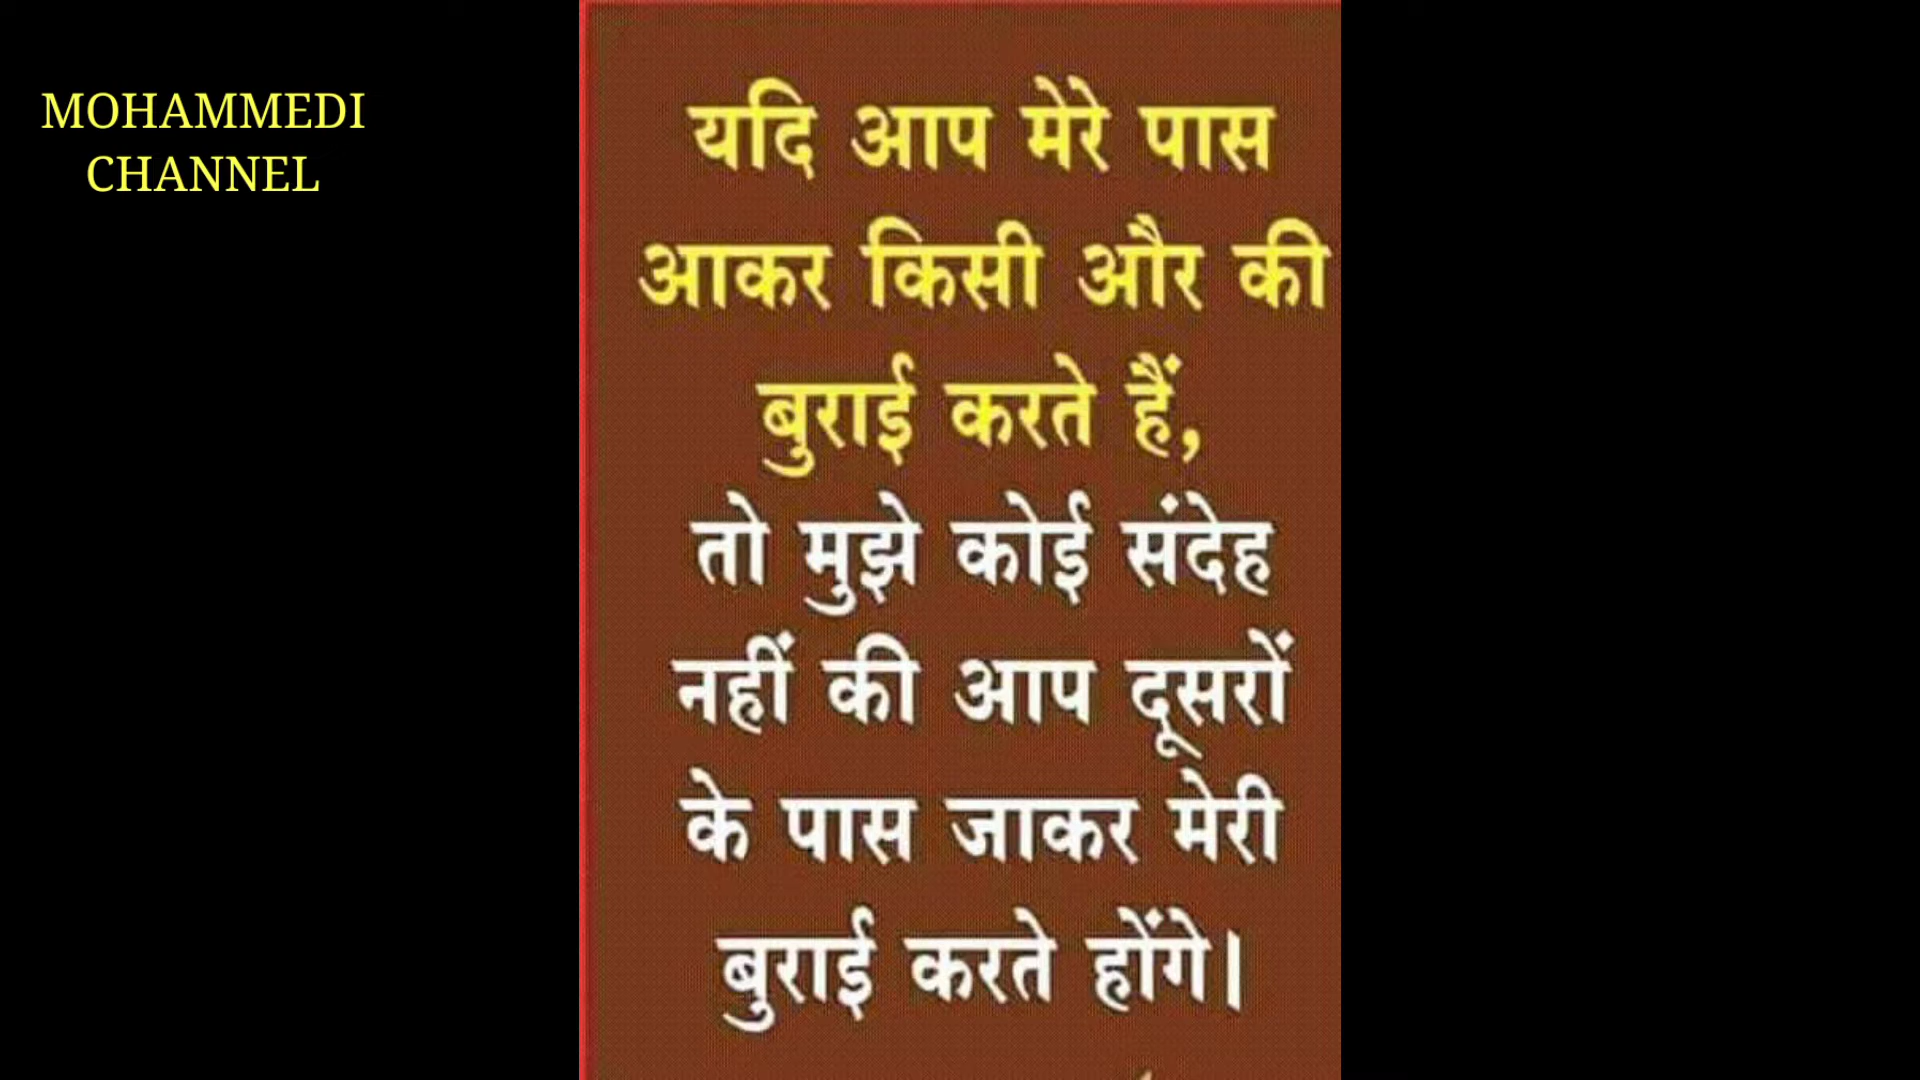 MOHAMMEDI
CHANNEL
यदि आप मेरे पास
आकर किसी और की
बुराई करते हैं,
तो मुझे कोई संदेह
नहीं की आप दूसरों
के पास जाकर मेरी
बुराई करते होंगे।